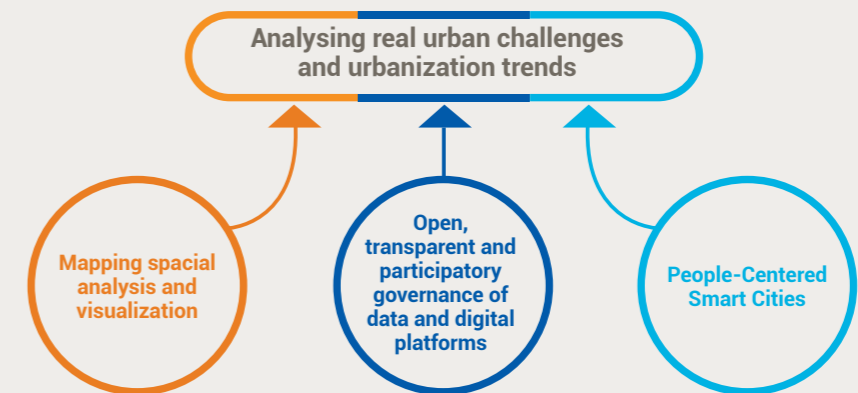 Analysing real urban challenges
and urbanization trends
Mapping spacial
analysis and
visualization
Open,
transparent and
participatory
governance of
data and digital
platforms
People-Centered
Smart Cities